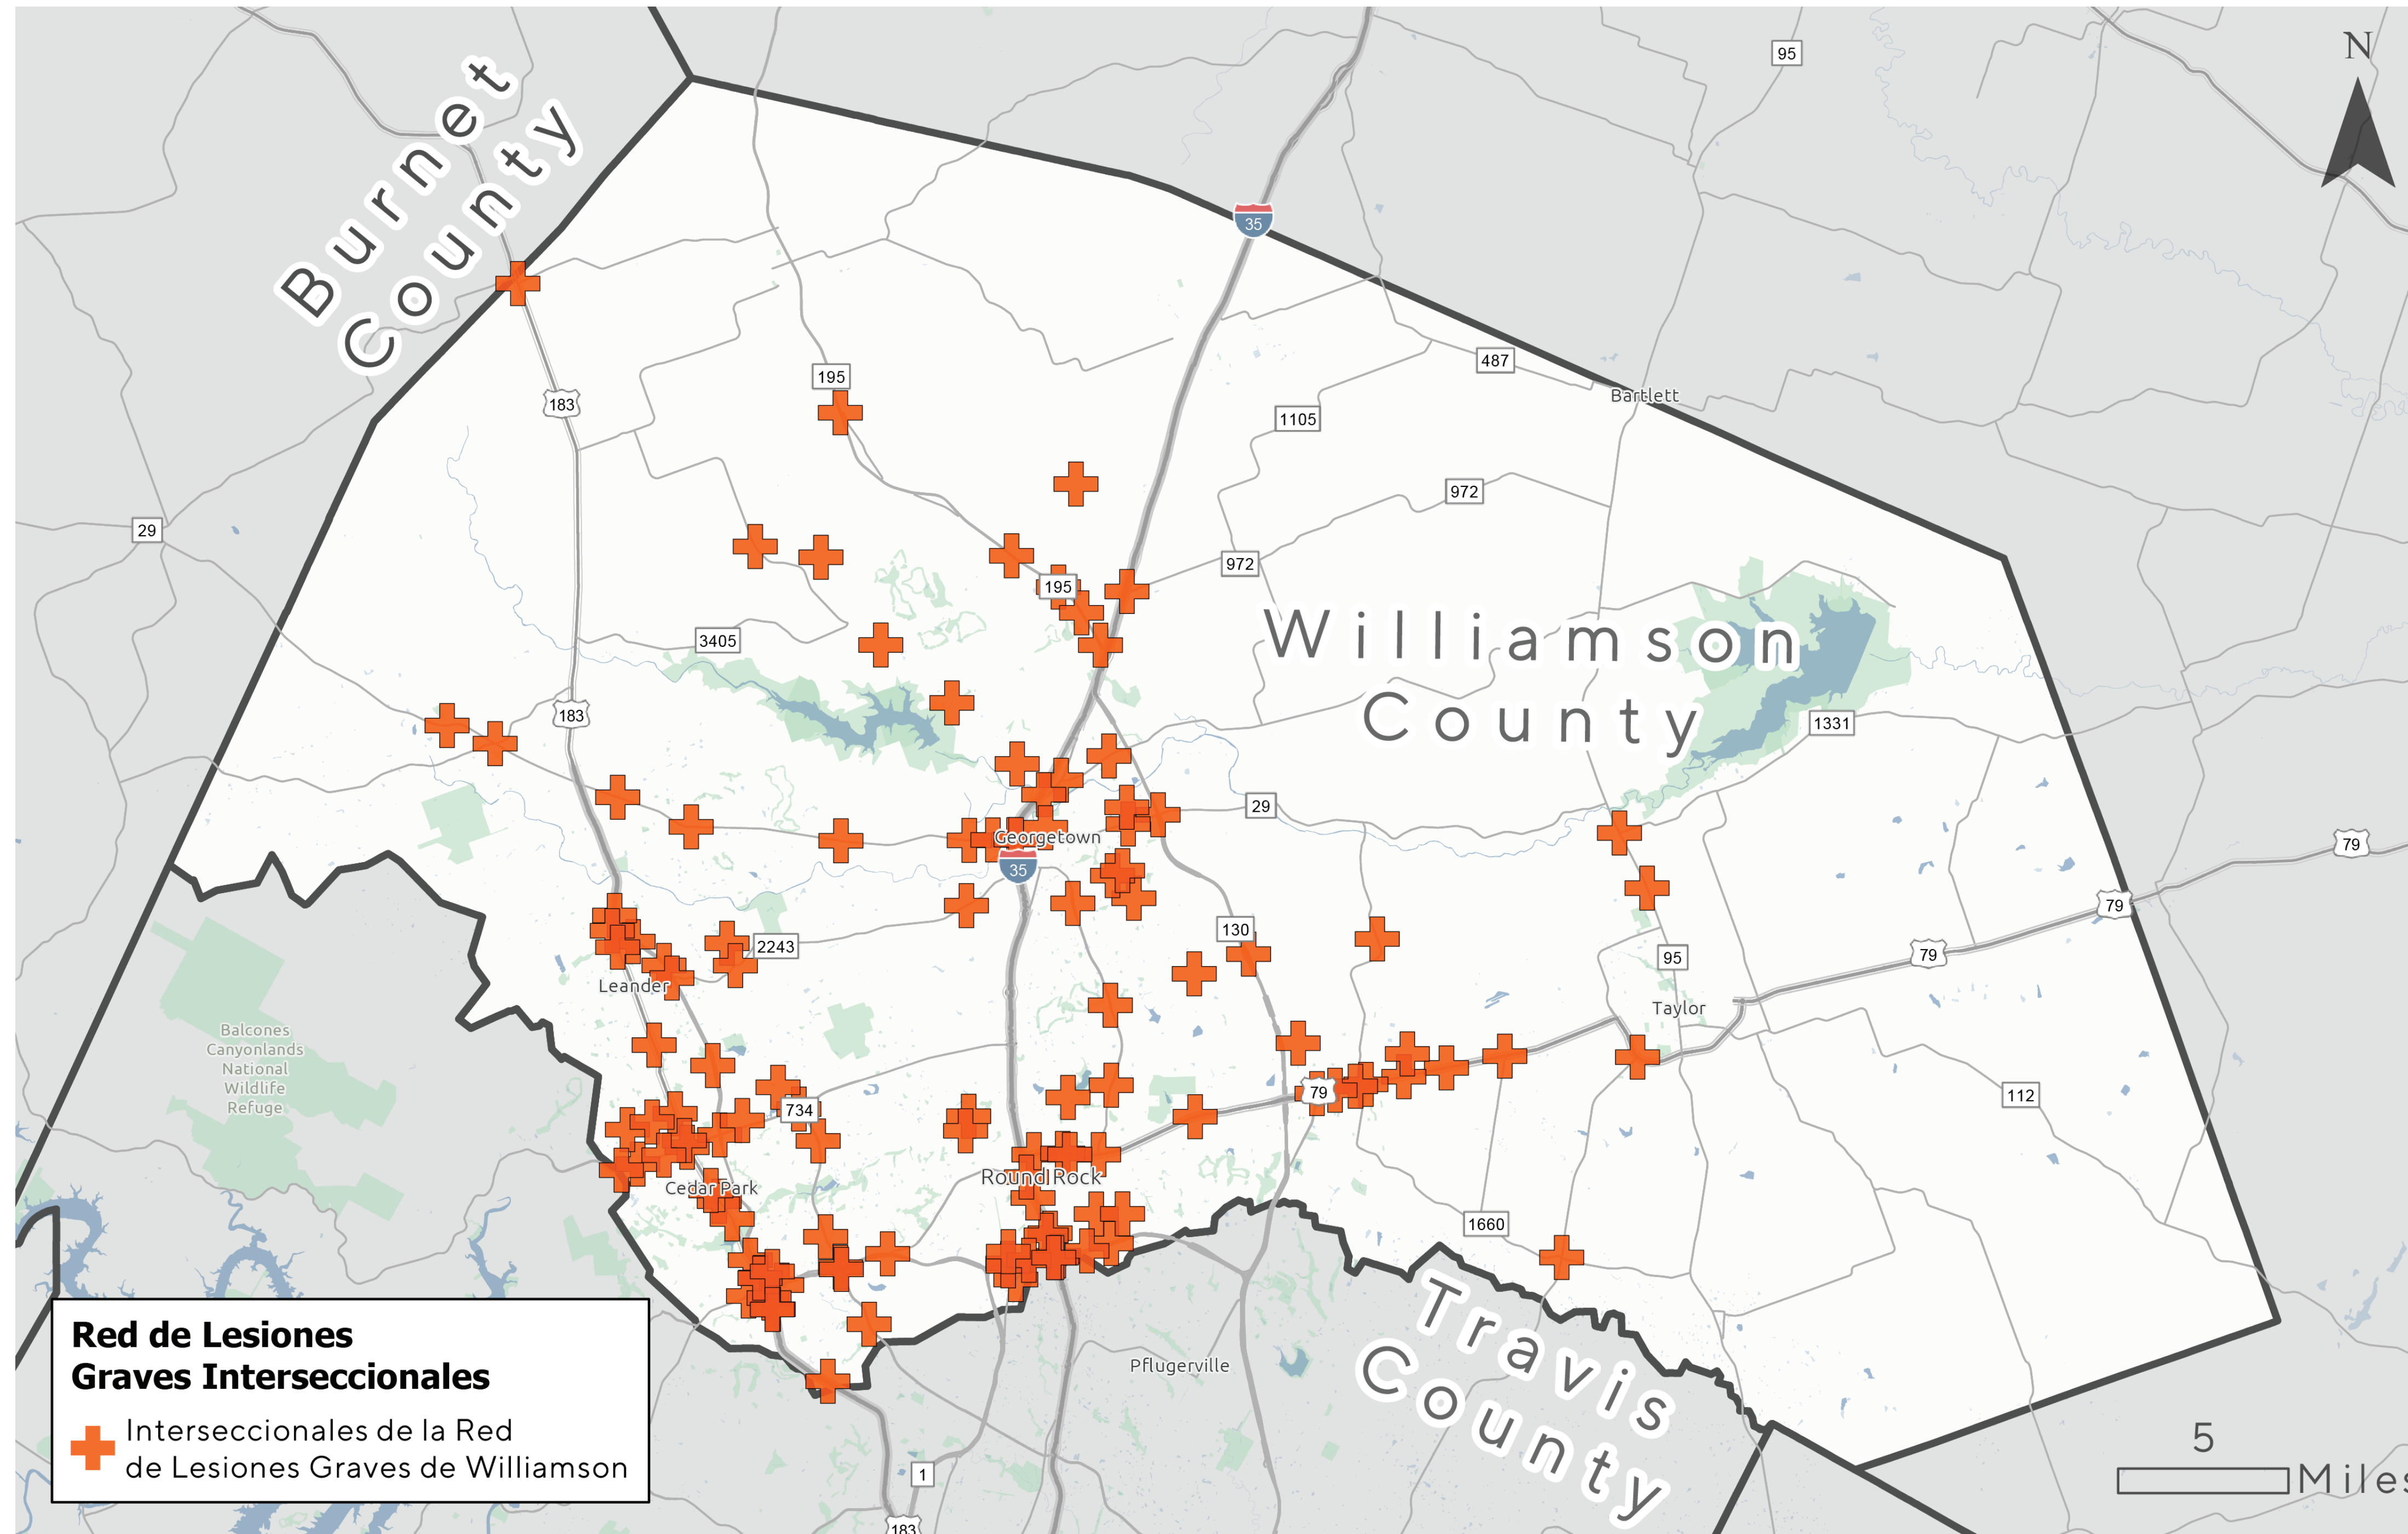 95
N
Burnet
County
35
195
183
487
Bartlett
1105
972
29
972
195
3405
Williamson
County
183
1331
29
Georgetown
79
35
79
130
2243
95
79
Leander
Taylor
Balcones
Canyonlands
National
Wildlife
Refuge
79
112
734
Round Rock
Cedar Park
1660
Travis
County
Pflugerville
Red de Lesiones
Graves Interseccionales
Interseccionales de la Red
de Lesiones Graves de Williamson
1
183
5
Miles